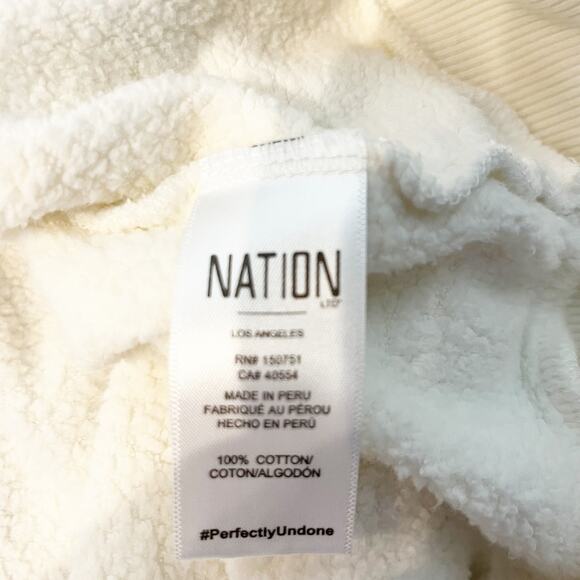 NATION
LTD
LOS ANGELES
RN# 150751
CA# 40554
MADE IN PERU
FABRIQUÉ AU PÉROU
HECHO EN PERÚ
100% COTTON/
COTON/ALGODÓN
#PerfectlyUndone